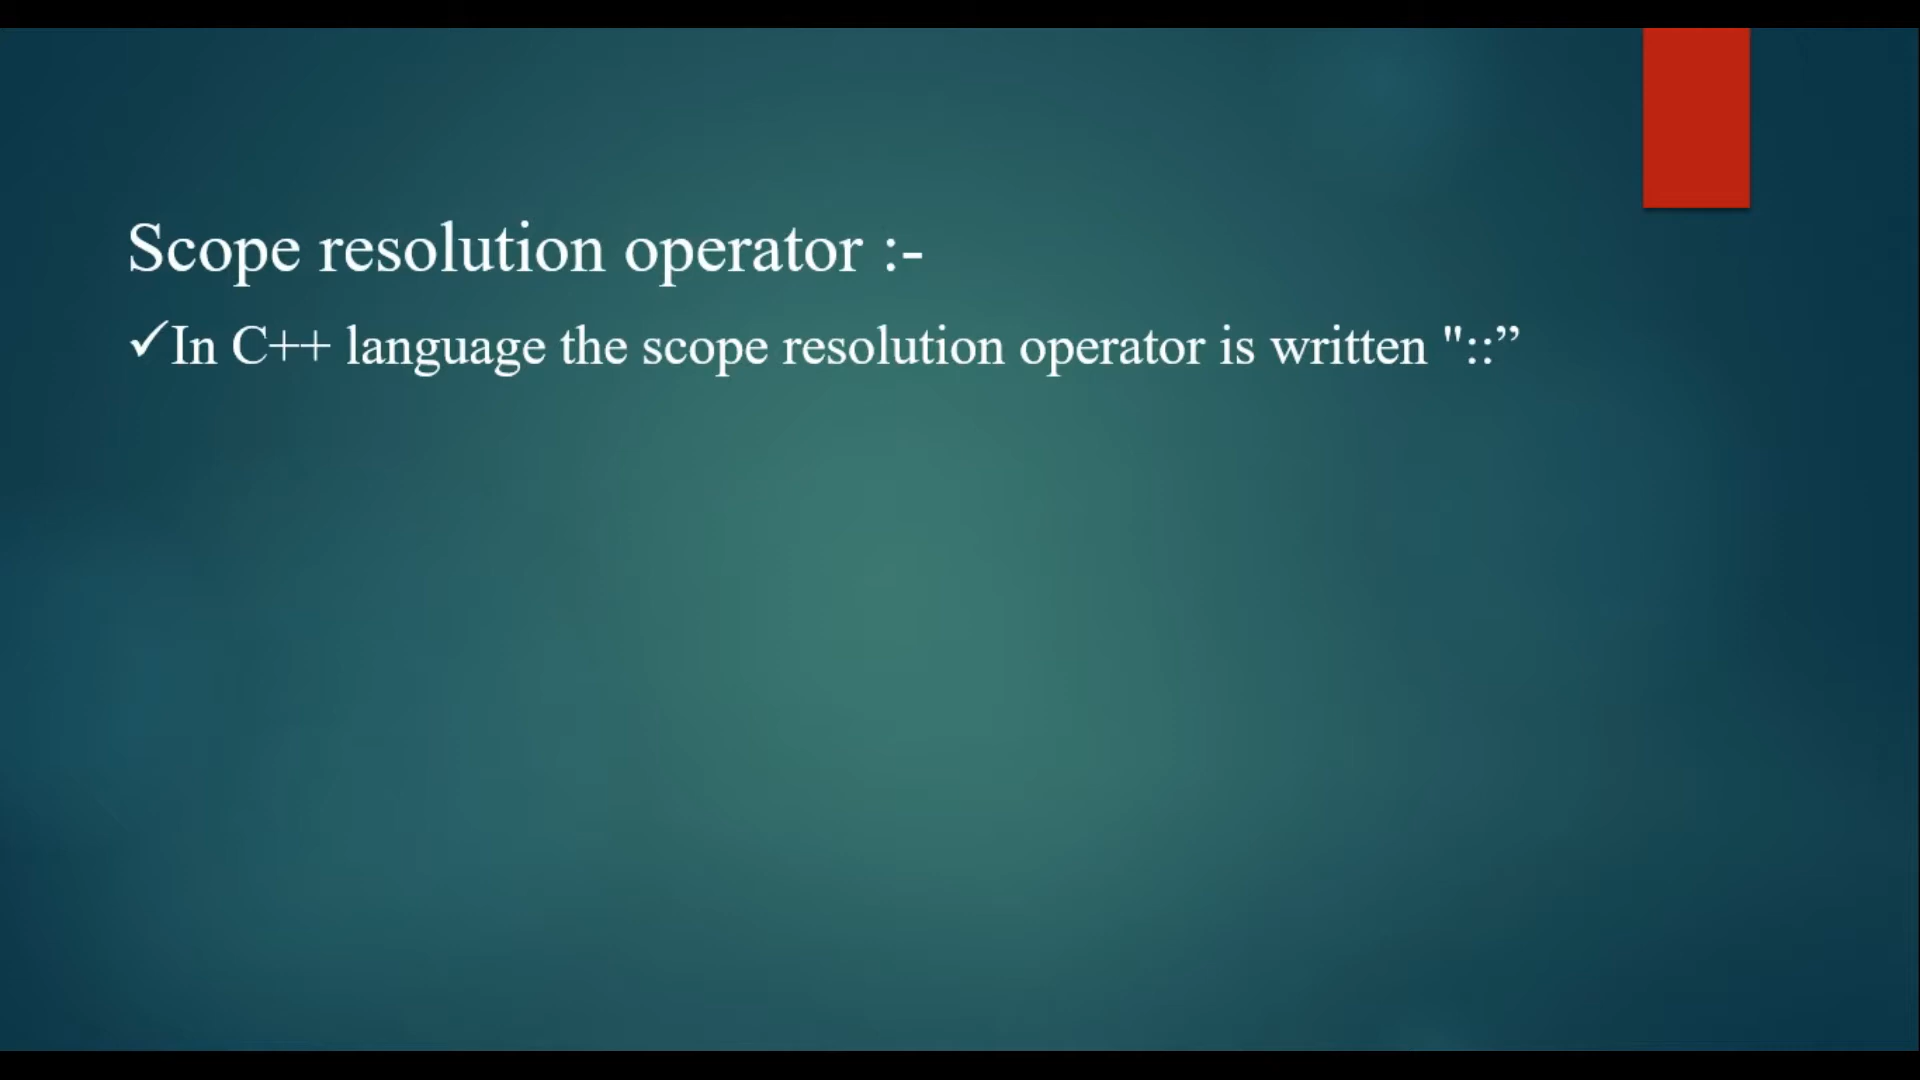 Scope resolution operator :-
✓In C++ language the scope resolution operator is written "::”